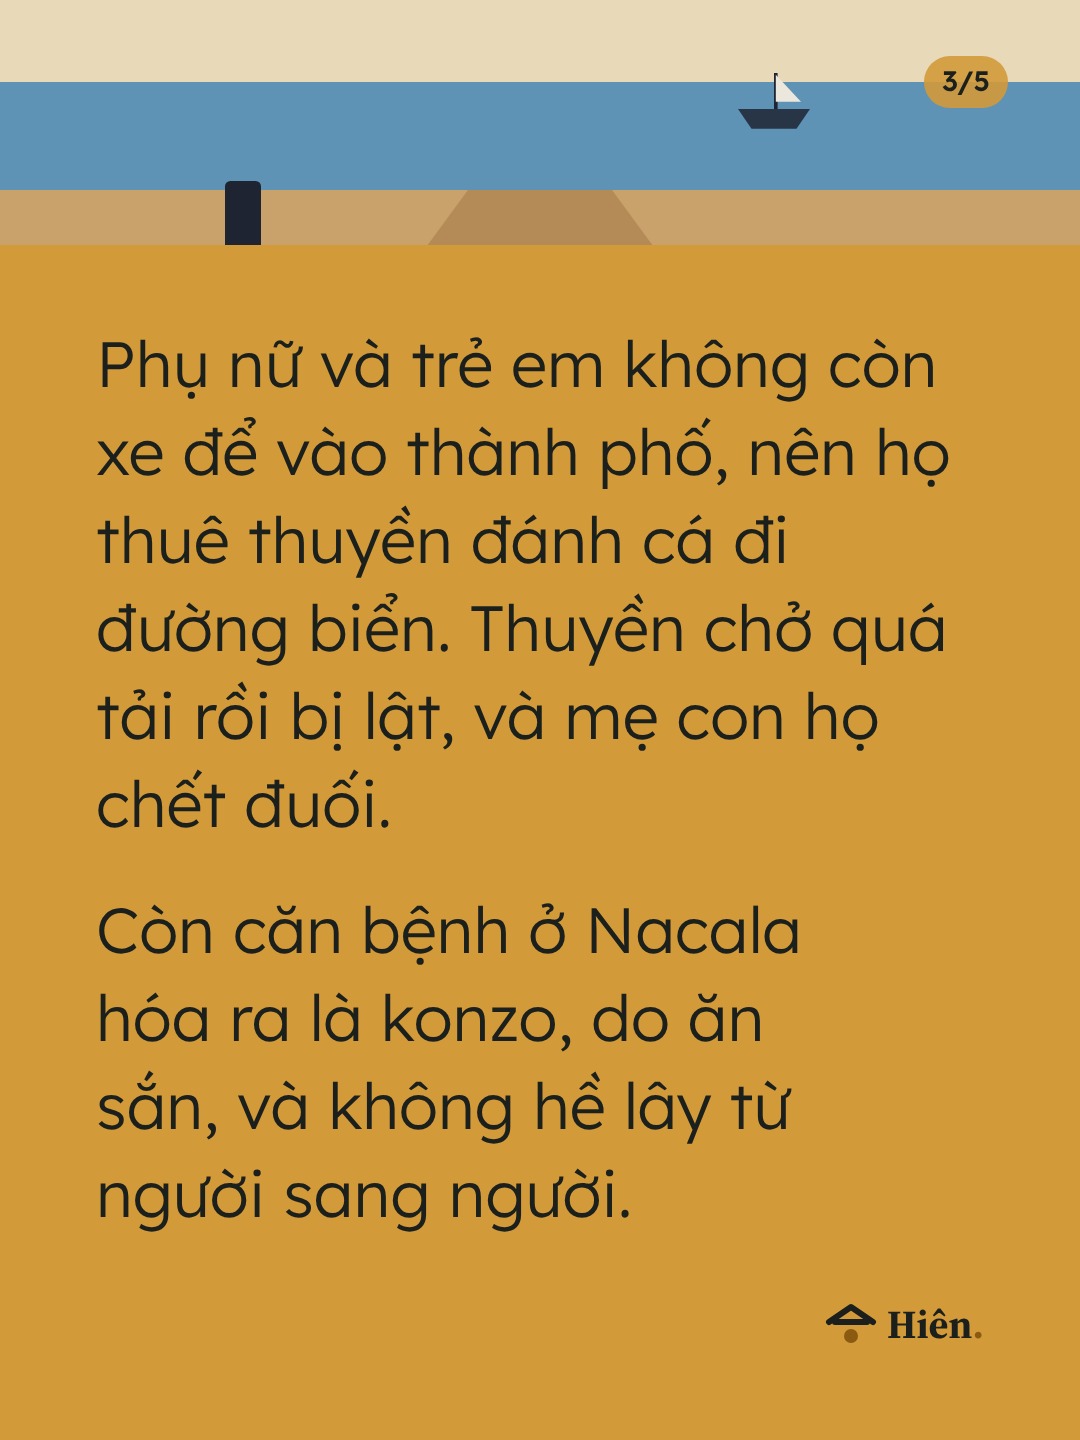 3/5
Phụ nữ và trẻ em không còn
xe để vào thành phố, nên họ
thuê thuyền đánh cá đi
đường biển. Thuyền chở quá
tải rồi bị lật, và mẹ con họ
chết đuối.
Còn căn bệnh ở Nacala
hóa ra là konzo, do ăn
sắn, và không hề lây từ
người sang người.
Hiên.